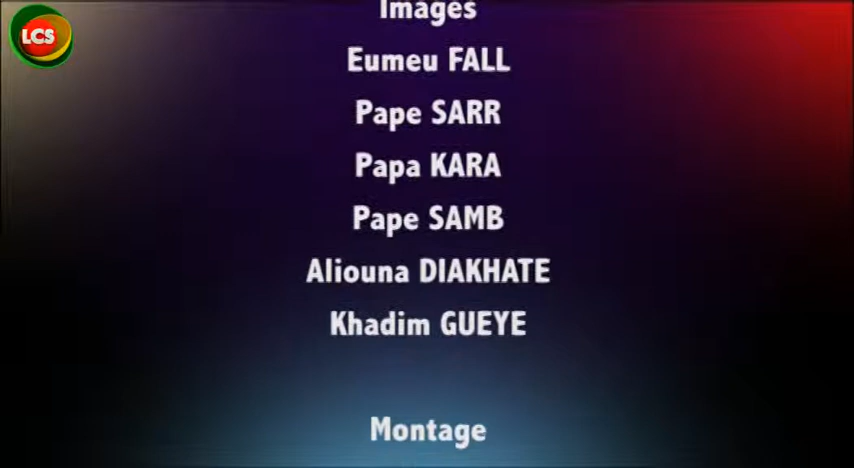 LCS
Images
Eumeu FALL
Pape SARR
Papa KARA
Pape SAMB
Aliouna DIAKHATE
Khadim GUEYE
Montage